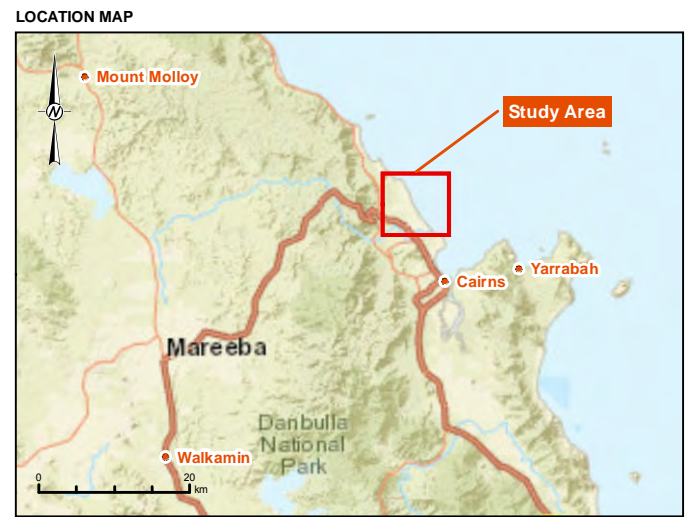 LOCATION MAP
Mount Molloy
N
Study Area
Yarrabah
Cairns
Mareeba
Danbulla
National
Park
Walkamin
0 20
km